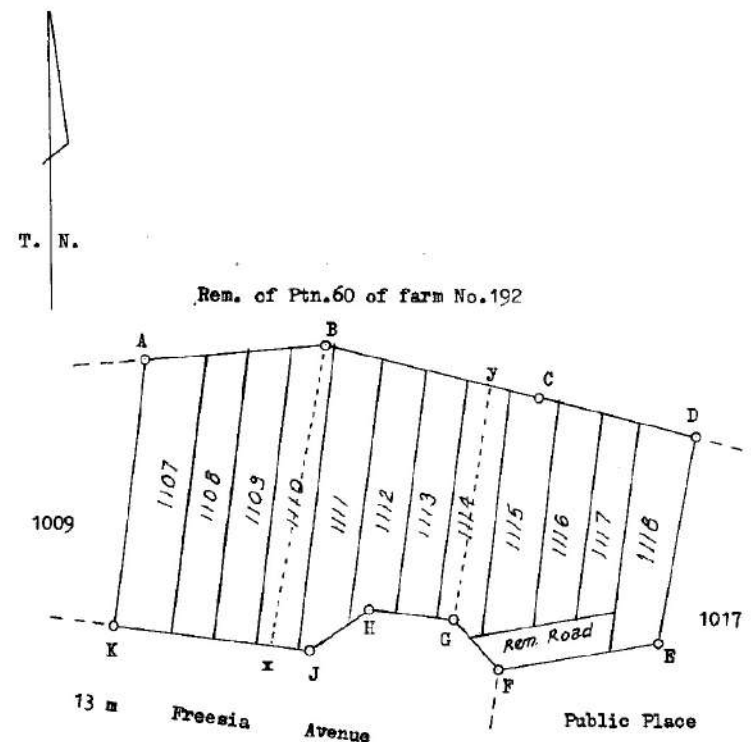 T. N.
Rem. of Ptn.60 of farm No.192
A
B
y
C
D
1009
1107
1108
1109
1110
1111
1112
1113
1114
1115
1116
1117
1118
1017
Rem. Road
K
x
J
H
G
F
E
13 m Freesia Avenue
Public Place